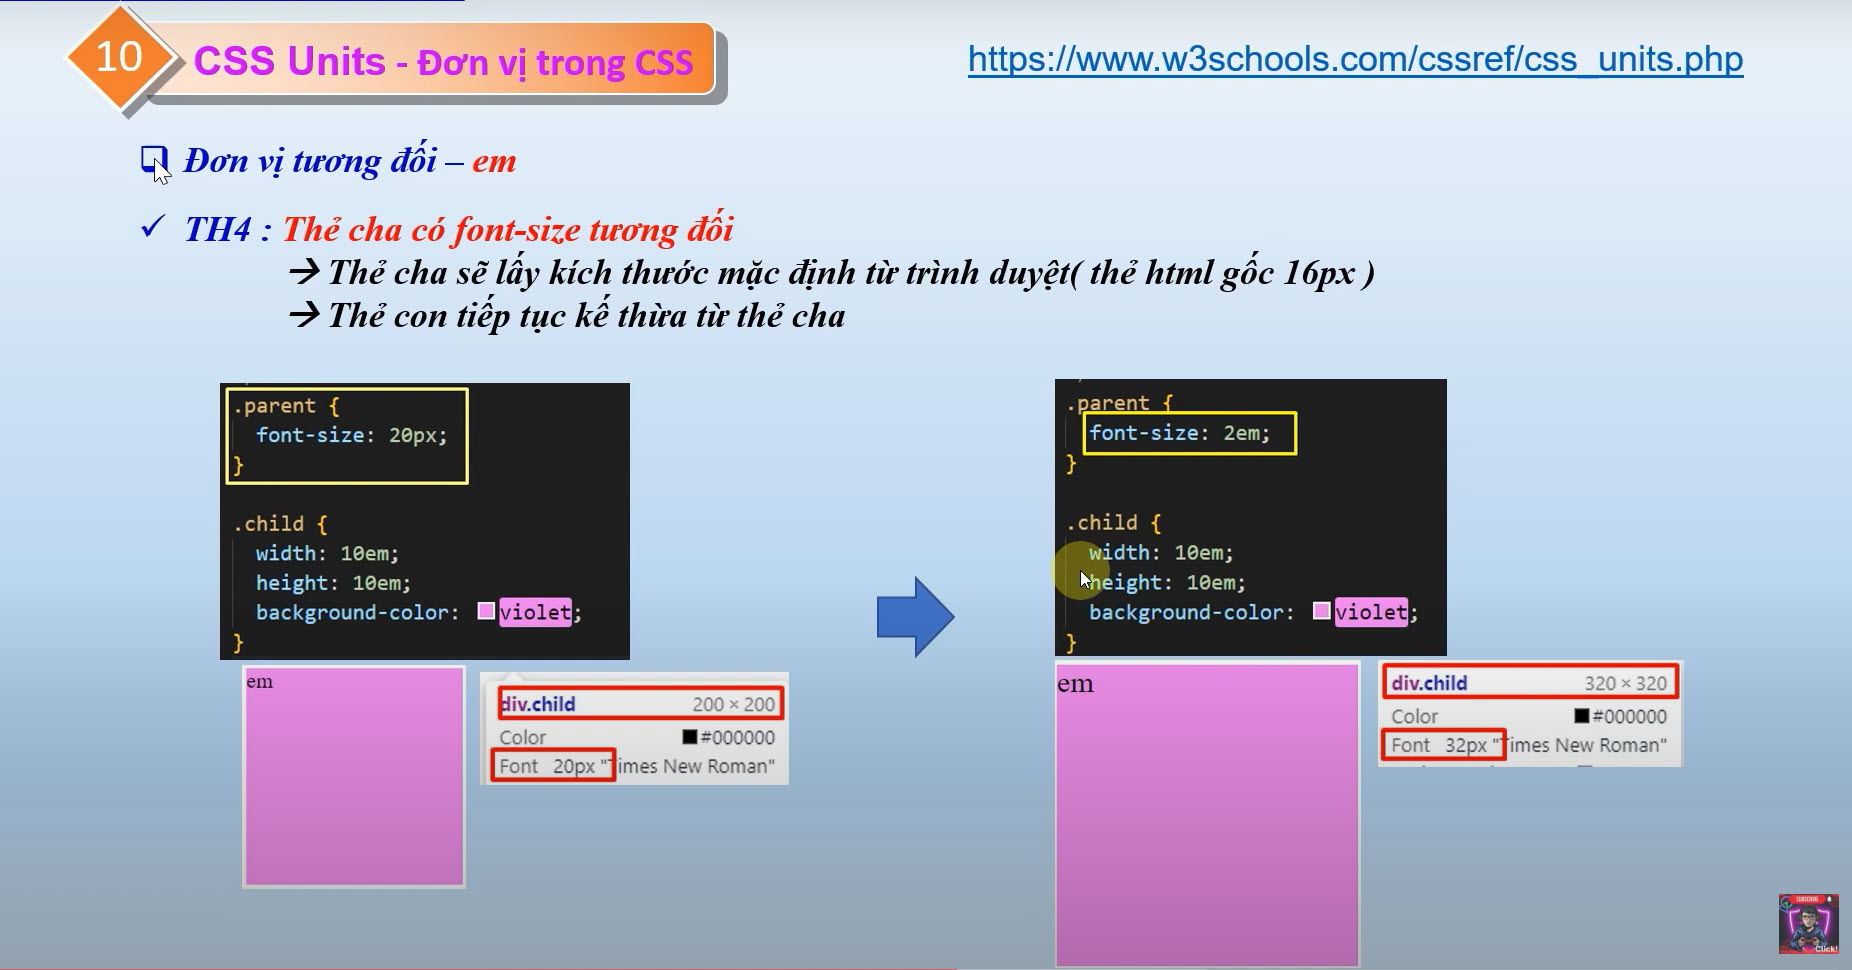 10
CSS Units - Đơn vị trong CSS
https://www.w3schools.com/cssref/css_units.php
Đơn vị tương đối – em
TH4 : Thẻ cha có font-size tương đối
→ Thẻ cha sẽ lấy kích thước mặc định từ trình duyệt( thẻ html gốc 16px )
→ Thẻ con tiếp tục kế thừa từ thẻ cha
.parent {
font-size: 20px;
}
.child {
width: 10em;
height: 10em;
background-color: violet;
}
em
div.child 200 × 200
Color #000000
Font 20px "Times New Roman"
.parent {
font-size: 2em;
}
.child {
width: 10em;
height: 10em;
background-color: violet;
}
em
div.child 320 × 320
Color #000000
Font 32px "Times New Roman"
SUBSCRIBE
Click!